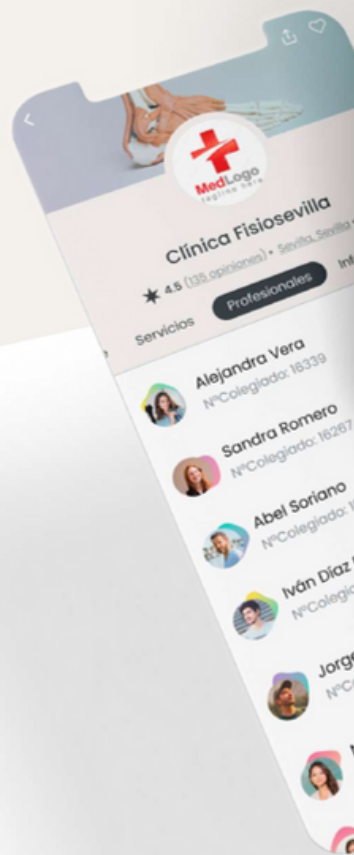 MedLogo
tagline here
Clínica Fisiosevilla
4.5 (135 opiniones) • Sevilla, Sevilla
Servicios Profesionales
Alejandra Vera
NºColegiado: 16339
Sandra Romero
NºColegiado: 16267
Abel Soriano
NºColegiado:
Iván Díaz